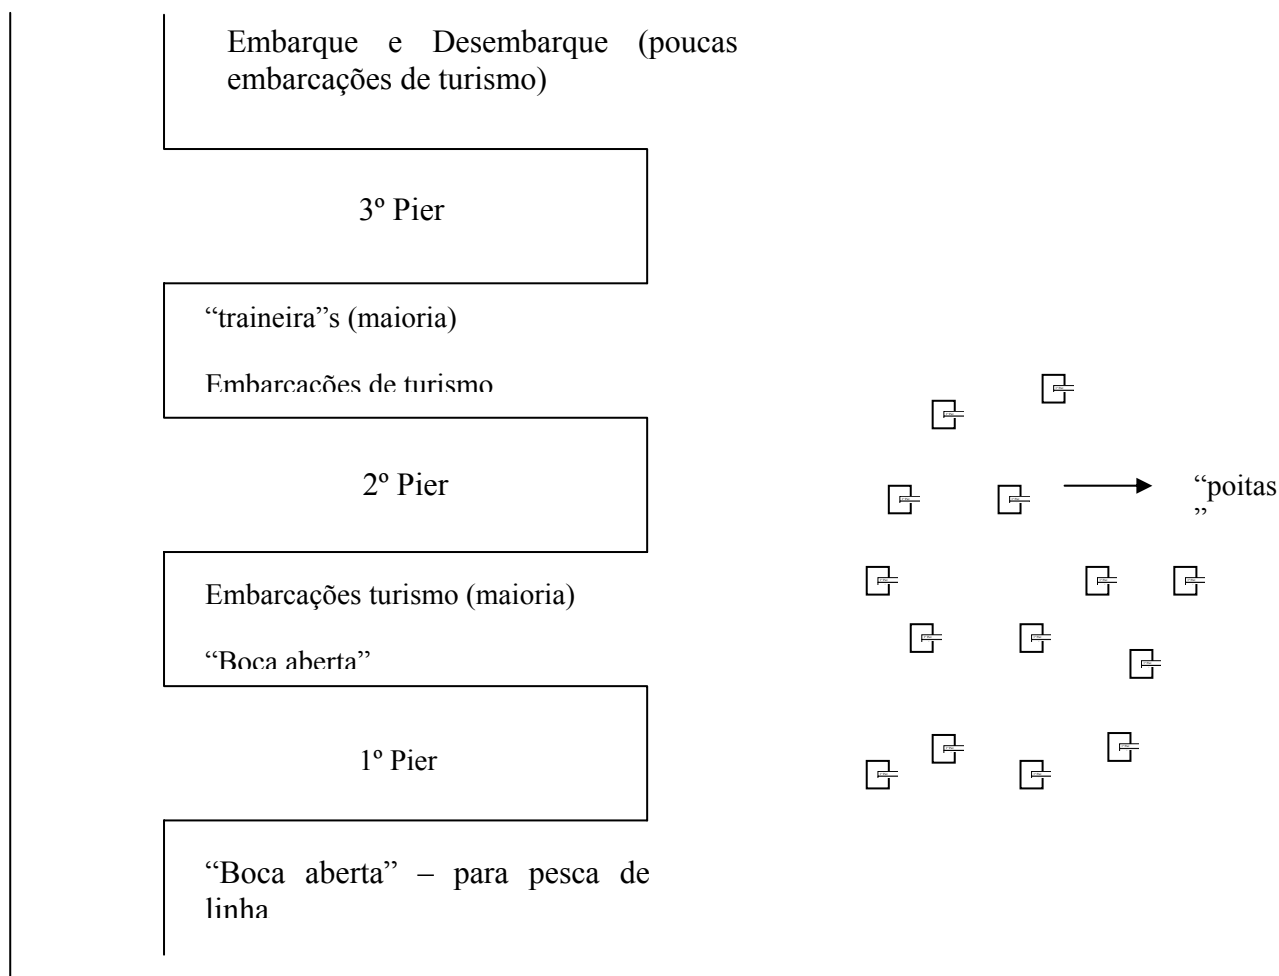 Embarque e Desembarque (poucas
embarcações de turismo)
3º Pier
“traineira”s (maioria)
Embarcações de turismo
2º Pier
“poitas
”
Embarcações turismo (maioria)
“Boca aberta”
1º Pier
“Boca aberta” – para pesca de
linha